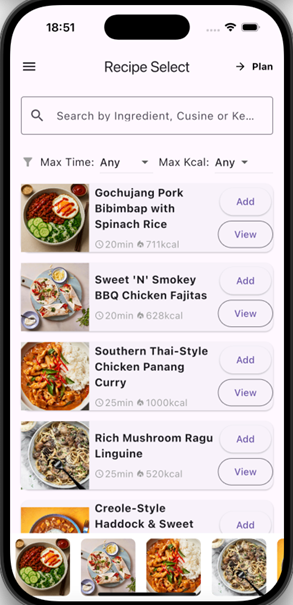 18:51
Recipe Select
→ Plan
Search by Ingredient, Cusine or Ke...
Max Time: Any Max Kcal: Any
Gochujang Pork
Bibimbap with
Spinach Rice
20min 711kcal
Add
View
Sweet 'N' Smokey
BBQ Chicken Fajitas
20min 628kcal
Add
View
Southern Thai-Style
Chicken Panang
Curry
25min 1000kcal
Add
View
Rich Mushroom Ragu
Linguine
25min 520kcal
Add
View
Creole-Style
Haddock & Sweet
Add